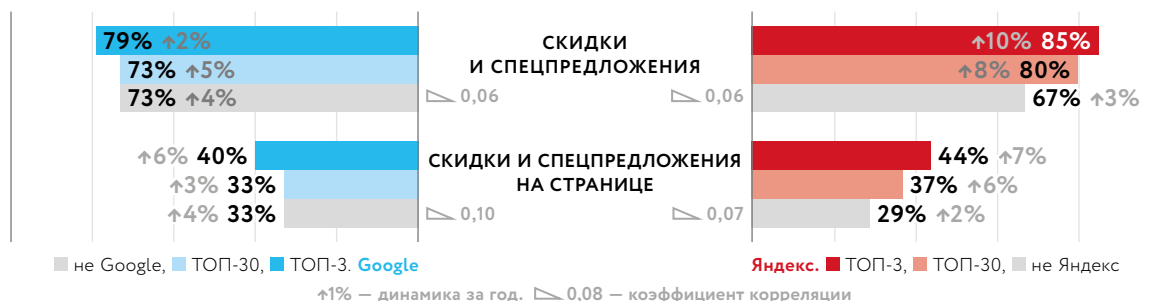 79% ↑2%
73% ↑5%
73% ↑4%
СКИДКИ
И СПЕЦПРЕДЛОЖЕНИЯ
0,06
0,06
↑10% 85%
↑8% 80%
67% ↑3%
↑6% 40%
↑3% 33%
↑4% 33%
СКИДКИ И СПЕЦПРЕДЛОЖЕНИЯ
НА СТРАНИЦЕ
0,10
0,07
44% ↑7%
37% ↑6%
29% ↑2%
не Google, ТОП-30, ТОП-3. Google
Яндекс. ТОП-3, ТОП-30, не Яндекс
↑1% — динамика за год. 0,08 — коэффициент корреляции